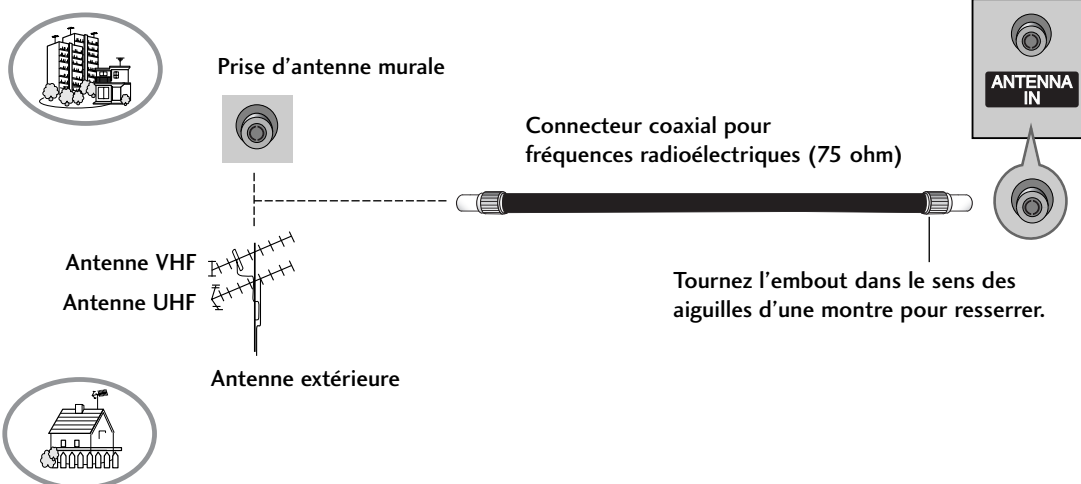 Prise d'antenne murale
ANTENNA
IN
Connecteur coaxial pour
fréquences radioélectriques (75 ohm)
Antenne VHF
Antenne UHF
Tournez l'embout dans le sens des
aiguilles d'une montre pour resserrer.
Antenne extérieure